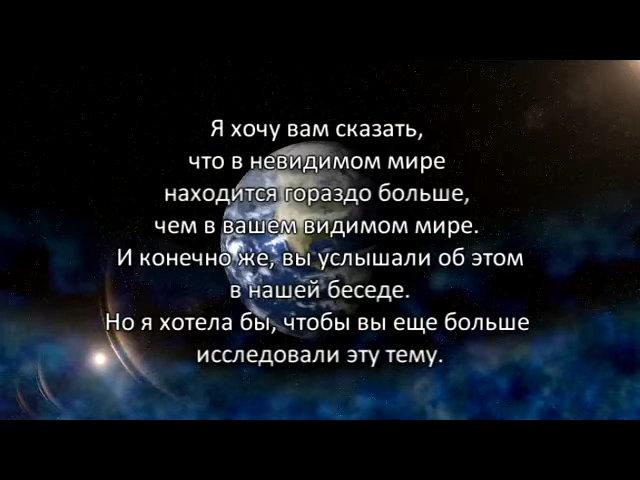 Я хочу вам сказать,
что в невидимом мире
находится гораздо больше,
чем в вашем видимом мире.
И конечно же, вы услышали об этом
в нашей беседе.
Но я хотела бы, чтобы вы еще больше
исследовали эту тему.